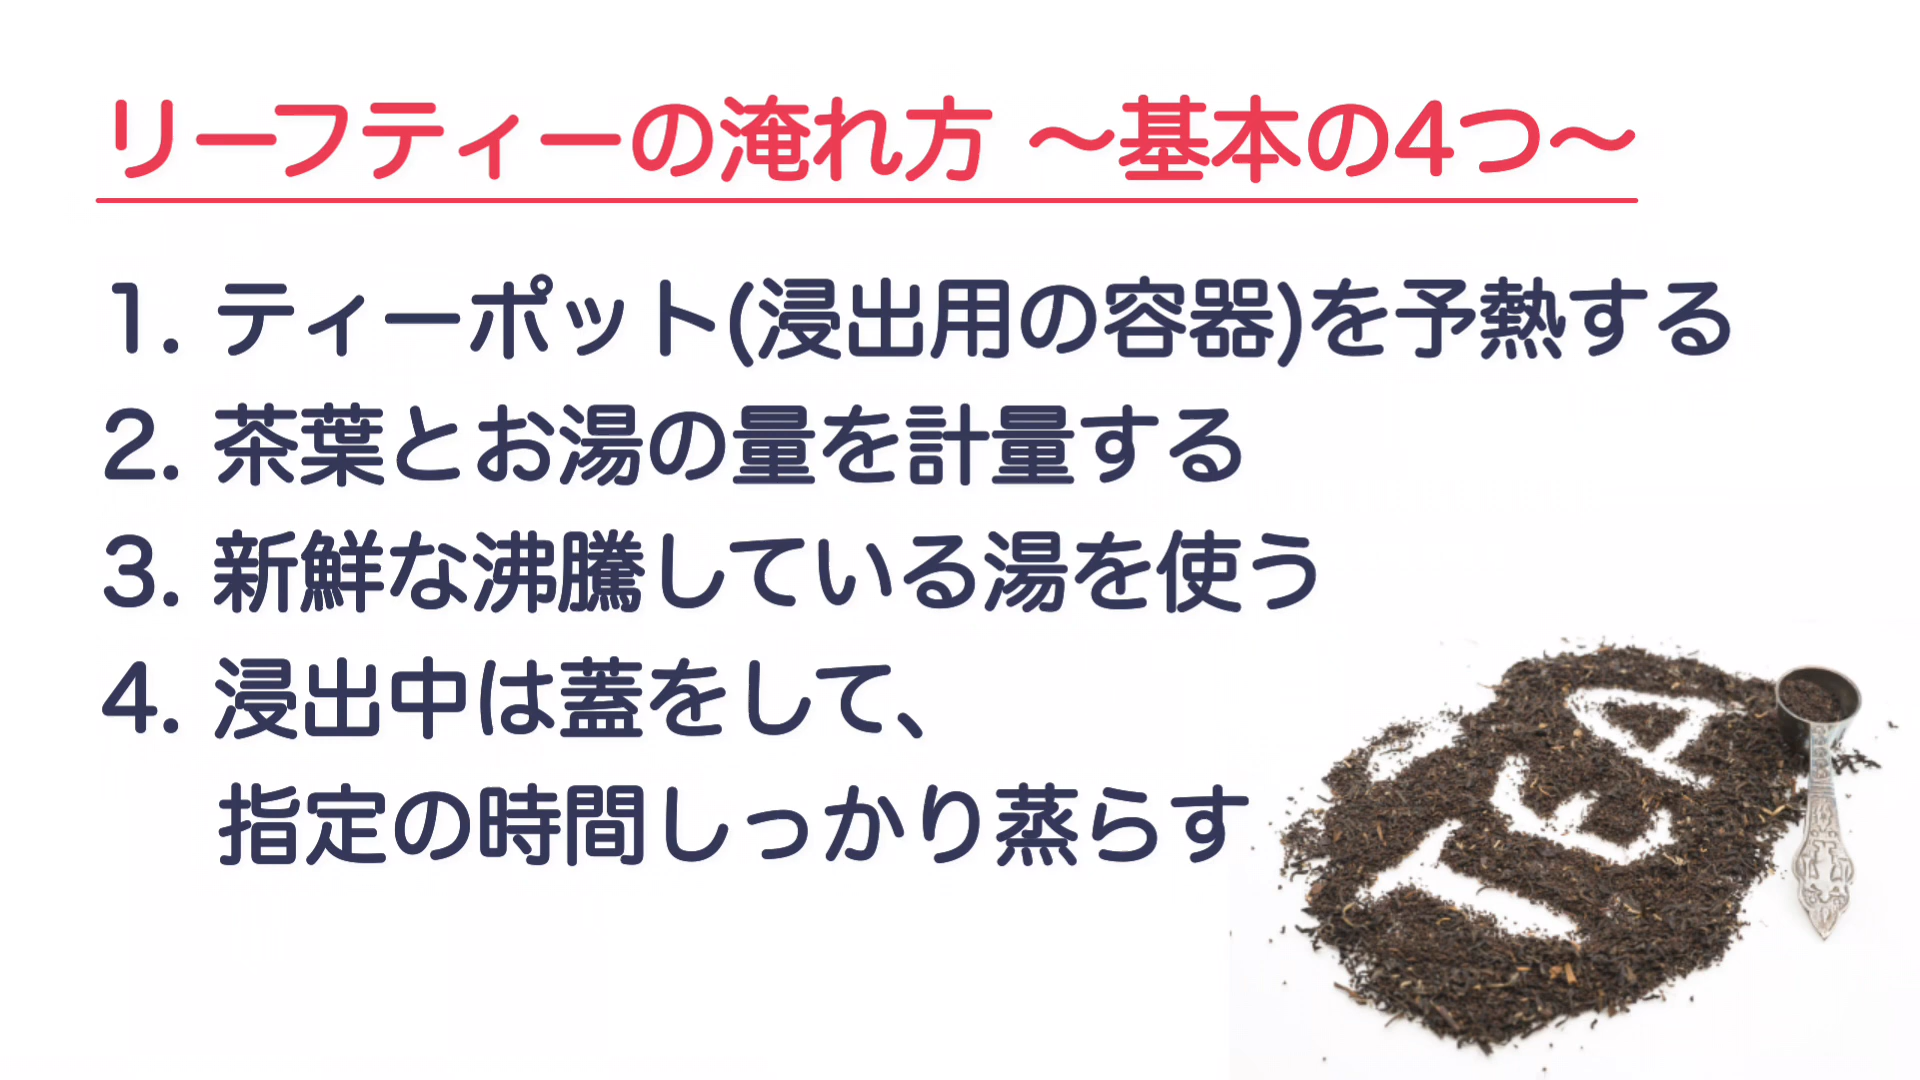 リーフティーの淹れ方 〜基本の4つ〜
1. ティーポット(浸出用の容器)を予熱する
2. 茶葉とお湯の量を計量する
3. 新鮮な沸騰している湯を使う
4. 浸出中は蓋をして、
指定の時間しっかり蒸らす
TEA